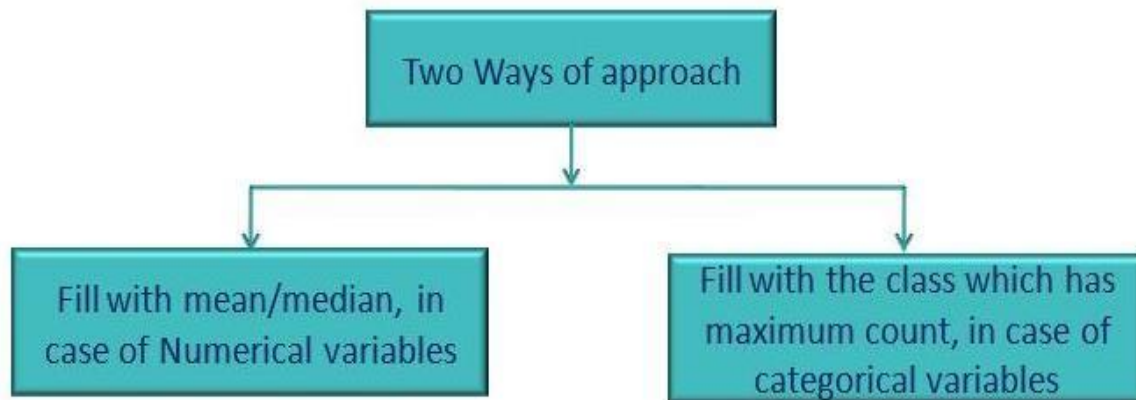 Two Ways of approach
Fill with mean/median, in
case of Numerical variables
Fill with the class which has
maximum count, in case of
categorical variables